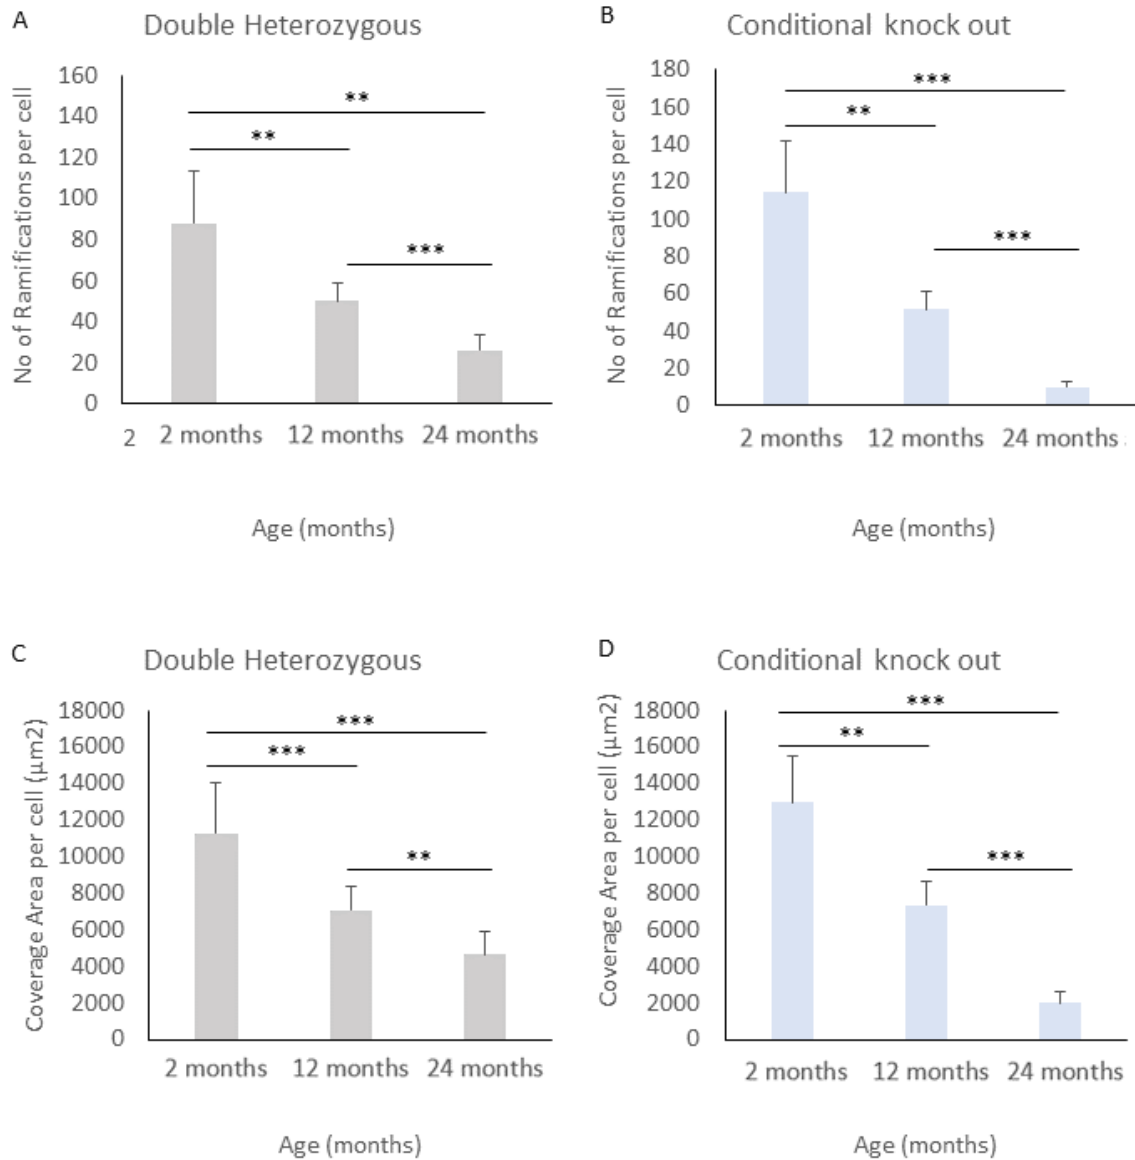 A
Double Heterozygous
No of Ramifications per cell
160
140
120
100
80
60
40
20
0
**
**
***
2
2 months 12 months 24 months
Age (months)
B
Conditional knock out
No of Ramifications per cell
180
160
140
120
100
80
60
40
20
0
***
**
***
2 months 12 months 24 months
Age (months)
C
Double Heterozygous
Coverage Area per cell (µm2)
18000
16000
14000
12000
10000
8000
6000
4000
2000
0
***
***
**
2 months 12 months 24 months
Age (months)
D
Conditional knock out
Coverage Area per cell (µm2)
18000
16000
14000
12000
10000
8000
6000
4000
2000
0
***
**
***
2 months 12 months 24 months
Age (months)